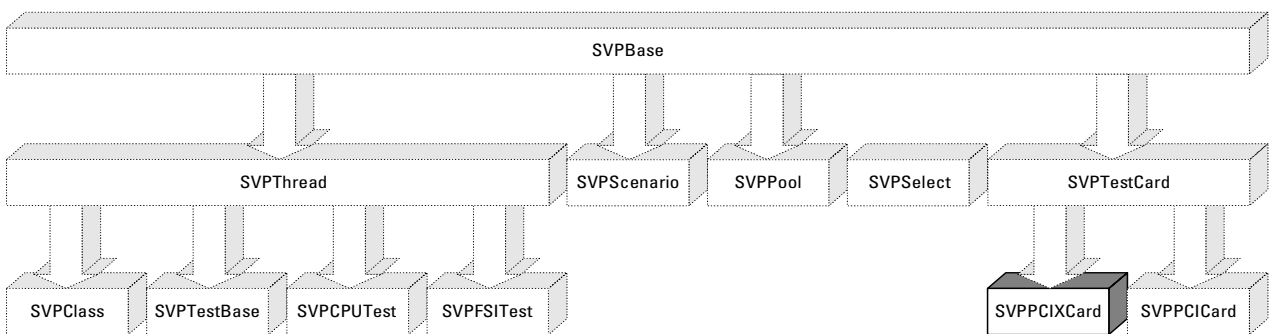 SVPBase
SVPThread
SVPScenario
SVPPool
SVPSelect
SVPTestCard
SVPClass
SVPTestBase
SVPCPUTest
SVPFSITest
SVPPCIXCard
SVPPCICard